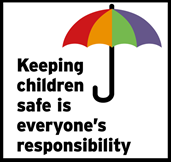 Keeping
children
safe is
everyone's
responsibility